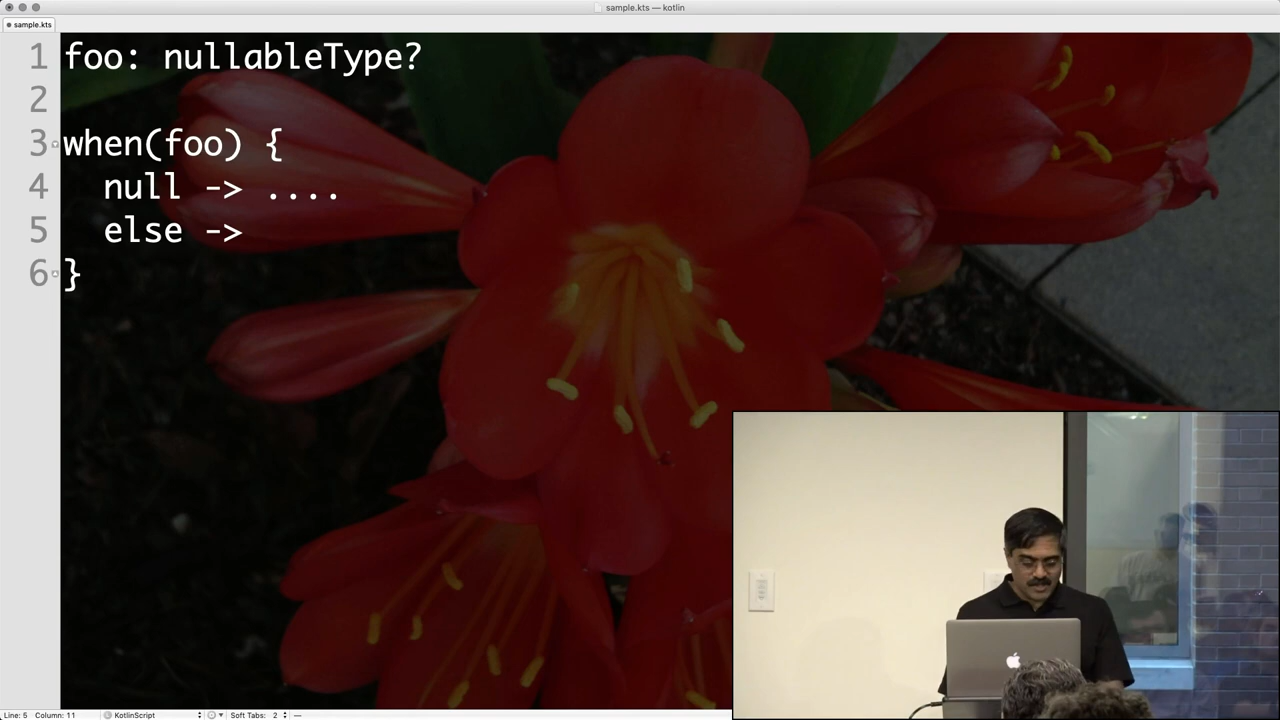 sample.kts — kotlin
sample.kts
1 foo: nullableType?
2
3 when(foo) {
4   null -> ....
5   else ->
6 }
Line: 5 Column: 11 KotlinScript Soft Tabs: 2 —